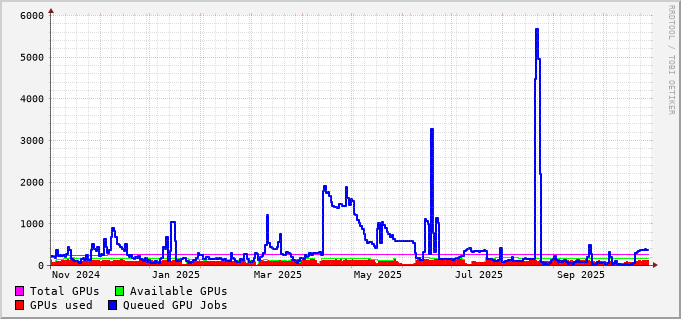 RRDTOOL / TOBI OETIKER
6000
5000
4000
3000
2000
1000
0
Nov 2024 Jan 2025 Mar 2025 May 2025 Jul 2025 Sep 2025
Total GPUs Available GPUs
GPUs used Queued GPU Jobs